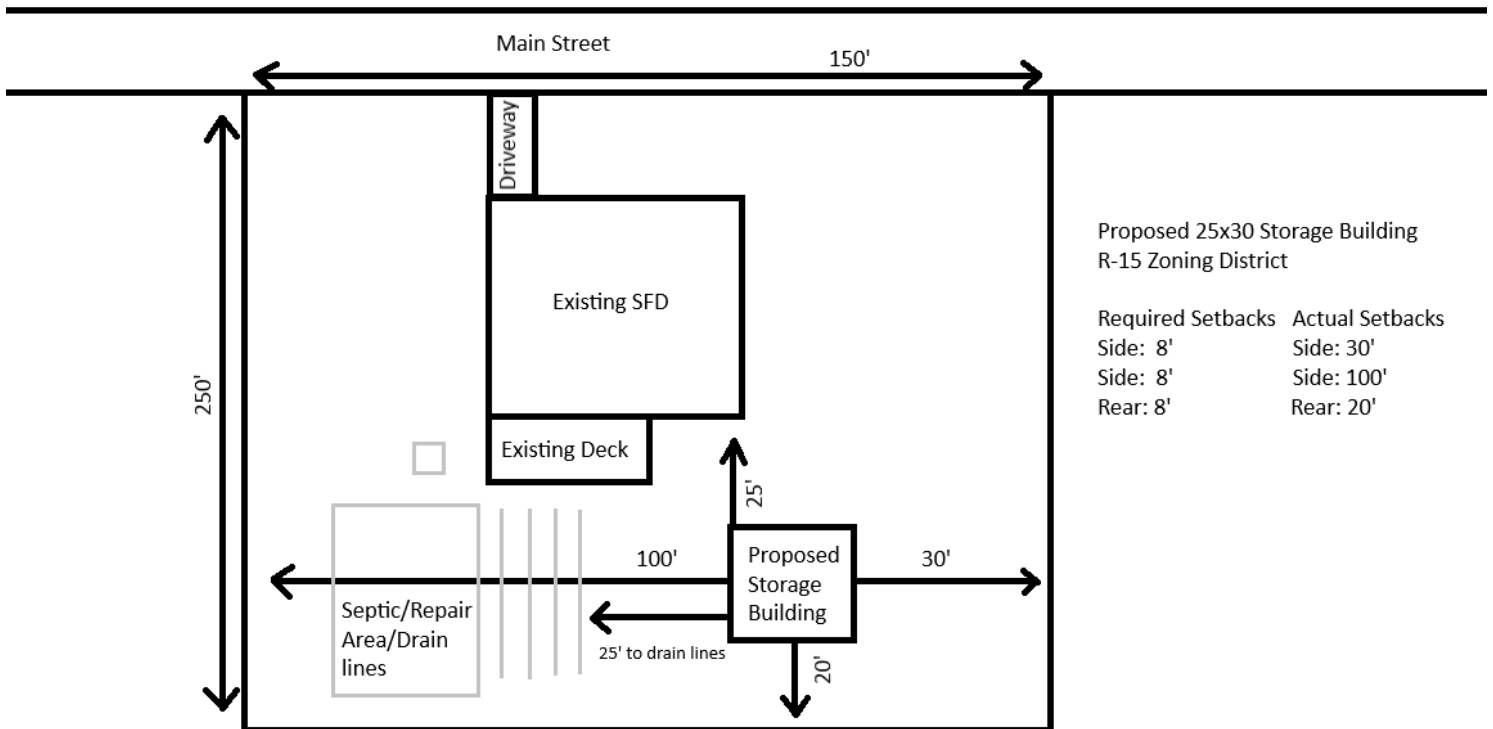 Main Street
150'
Driveway
250'
Existing SFD
Existing Deck
25'
Proposed
Storage
Building
100'
30'
Septic/Repair
Area/Drain
lines
25' to drain lines
20'
Proposed 25x30 Storage Building
R-15 Zoning District
Required Setbacks Actual Setbacks
Side: 8' Side: 30'
Side: 8' Side: 100'
Rear: 8' Rear: 20'